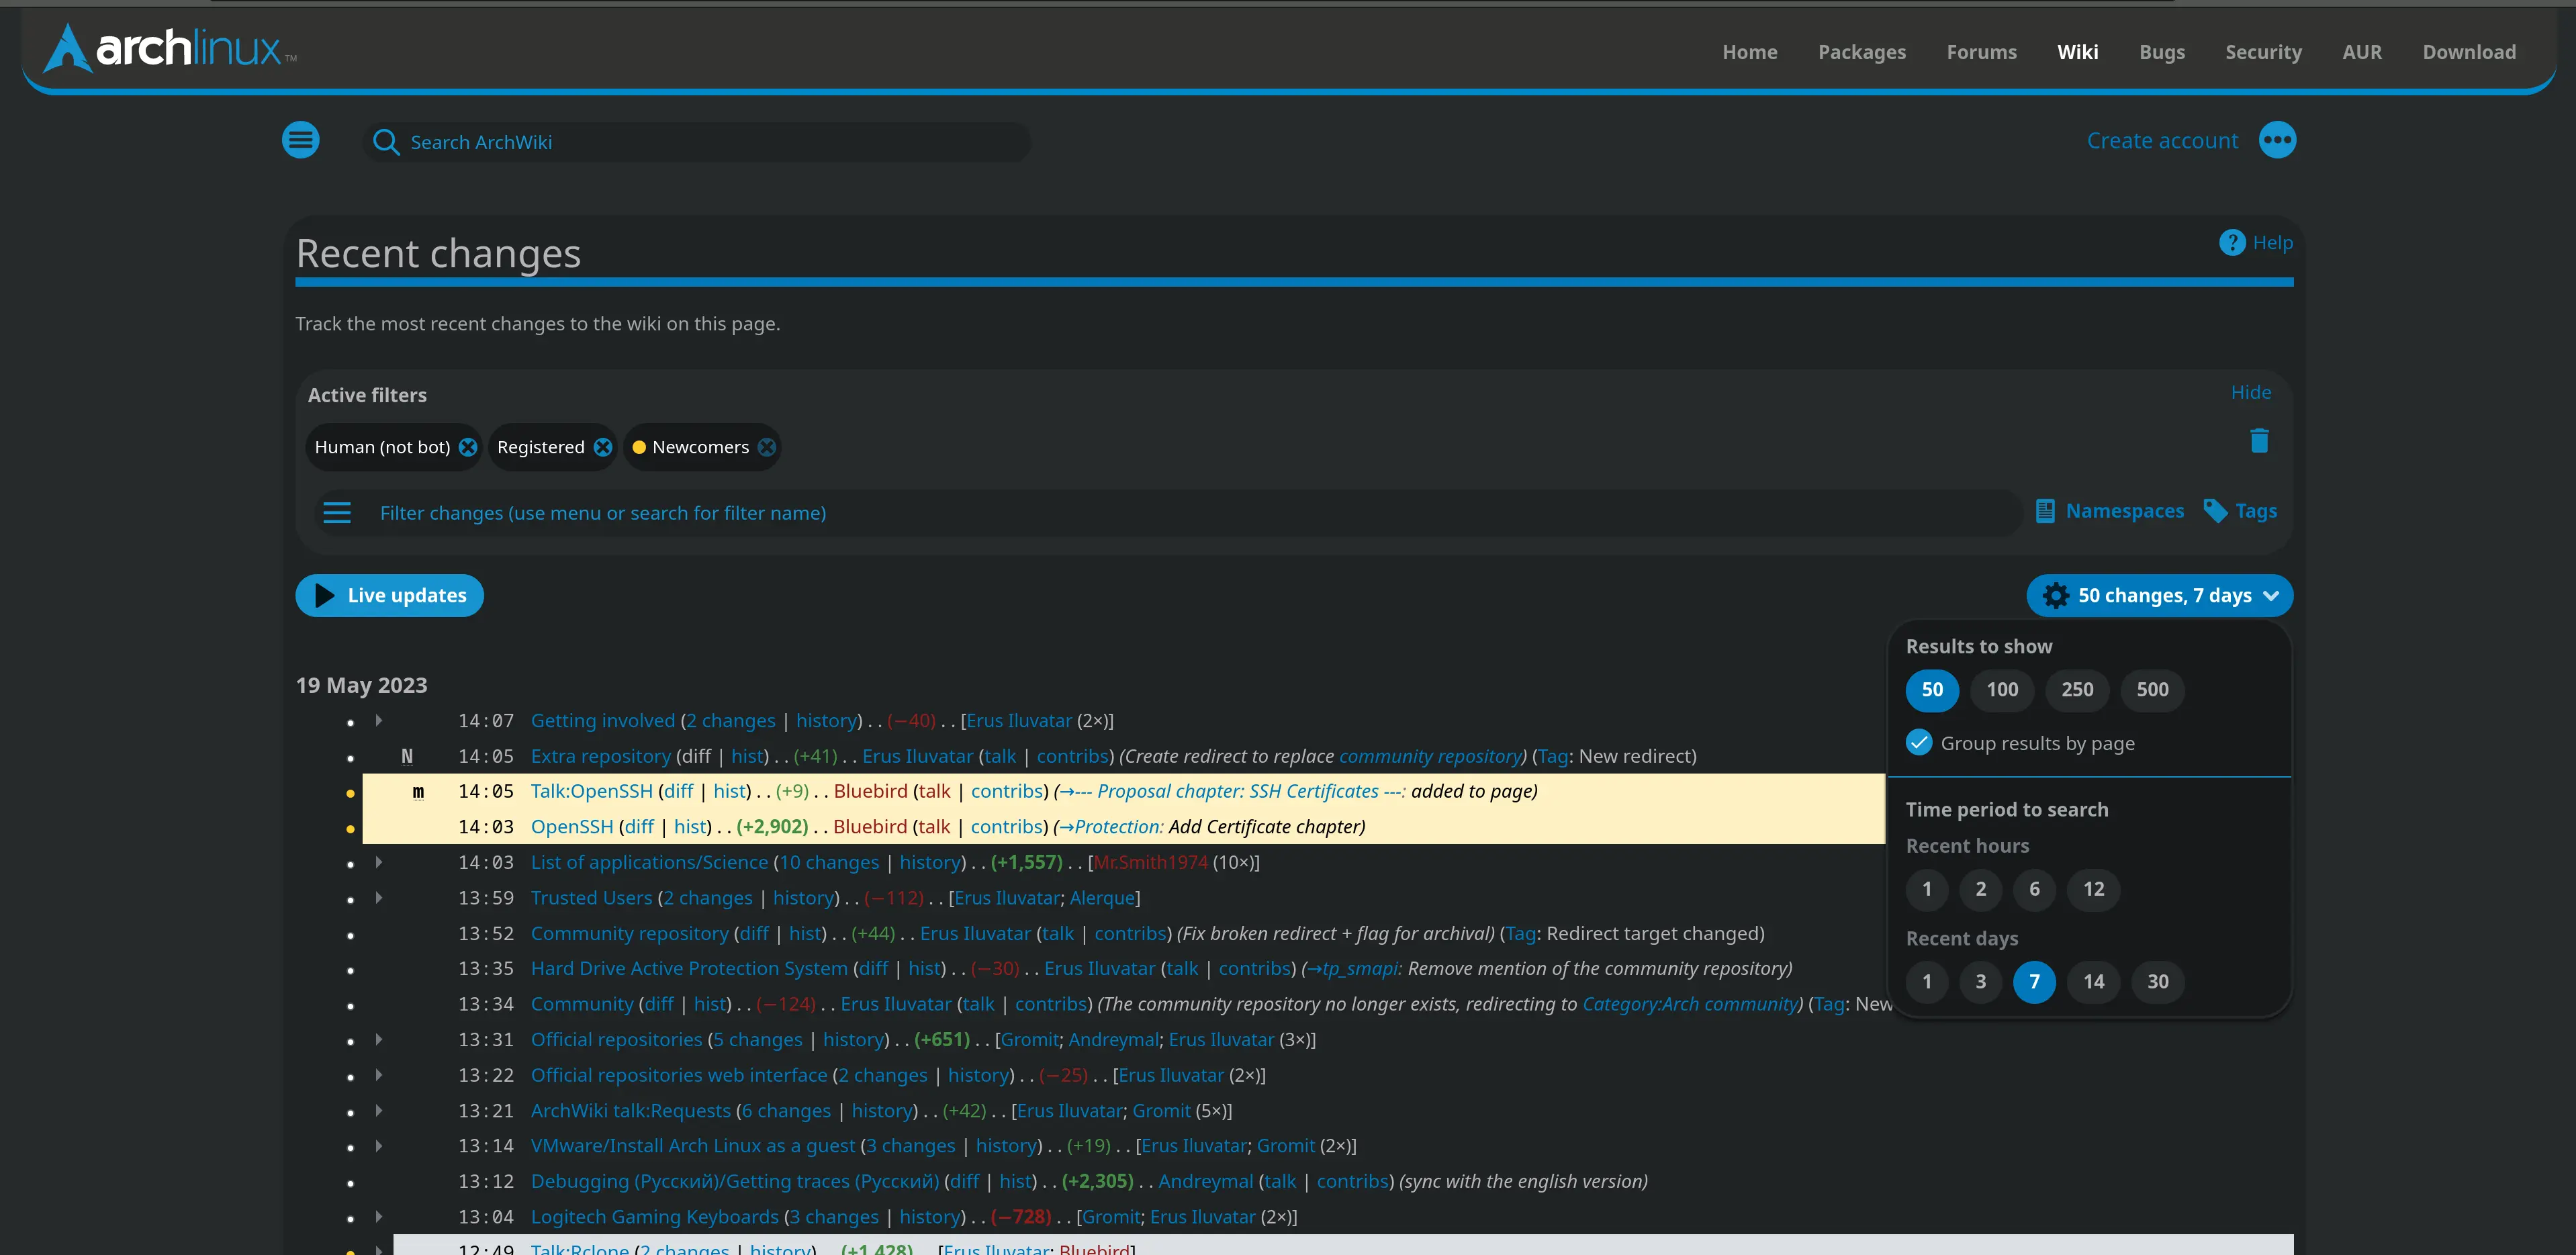 archlinux™
Home Packages Forums Wiki Bugs Security AUR Download
Search ArchWiki
Create account
Recent changes
Help
Track the most recent changes to the wiki on this page.
Active filters
Hide
Human (not bot) Registered Newcomers
Filter changes (use menu or search for filter name)
Namespaces Tags
Live updates
50 changes, 7 days
Results to show
50 100 250 500
Group results by page
Time period to search
Recent hours
1 2 6 12
Recent days
1 3 7 14 30
19 May 2023
14:07 Getting involved (2 changes | history) . . (−40) . . [Erus Iluvatar (2×)]
N 14:05 Extra repository (diff | hist) . . (+41) . . Erus Iluvatar (talk | contribs) (Create redirect to replace community repository) (Tag: New redirect)
m 14:05 Talk:OpenSSH (diff | hist) . . (+9) . . Bluebird (talk | contribs) (→--- Proposal chapter: SSH Certificates ---: added to page)
14:03 OpenSSH (diff | hist) . . (+2,902) . . Bluebird (talk | contribs) (→Protection: Add Certificate chapter)
14:03 List of applications/Science (10 changes | history) . . (+1,557) . . [Mr.Smith1974 (10×)]
13:59 Trusted Users (2 changes | history) . . (−112) . . [Erus Iluvatar; Alerque]
13:52 Community repository (diff | hist) . . (+44) . . Erus Iluvatar (talk | contribs) (Fix broken redirect + flag for archival) (Tag: Redirect target changed)
13:35 Hard Drive Active Protection System (diff | hist) . . (−30) . . Erus Iluvatar (talk | contribs) (→tp_smapi: Remove mention of the community repository)
13:34 Community (diff | hist) . . (−124) . . Erus Iluvatar (talk | contribs) (The community repository no longer exists, redirecting to Category:Arch community) (Tag: New
13:31 Official repositories (5 changes | history) . . (+651) . . [Gromit; Andreymal; Erus Iluvatar (3×)]
13:22 Official repositories web interface (2 changes | history) . . (−25) . . [Erus Iluvatar (2×)]
13:21 ArchWiki talk:Requests (6 changes | history) . . (+42) . . [Erus Iluvatar; Gromit (5×)]
13:14 VMware/Install Arch Linux as a guest (3 changes | history) . . (+19) . . [Erus Iluvatar; Gromit (2×)]
13:12 Debugging (Русский)/Getting traces (Русский) (diff | hist) . . (+2,305) . . Andreymal (talk | contribs) (sync with the english version)
13:04 Logitech Gaming Keyboards (3 changes | history) . . (−728) . . [Gromit; Erus Iluvatar (2×)]
12:49 Talk:Rclone (2 changes | history) . . (+1,428) . . [Erus Iluvatar; Bluebird]